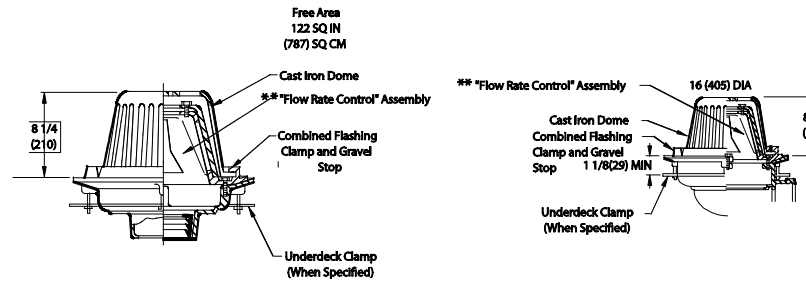 Free Area
122 SQ IN
(787) SQ CM
Cast Iron Dome
** "Flow Rate Control" Assembly
8 1/4
(210)
Combined Flashing
Clamp and Gravel
Stop
Underdeck Clamp
(When Specified)
** "Flow Rate Control" Assembly
16 (405) DIA
Cast Iron Dome
Combined Flashing
Clamp and Gravel
Stop
1 1/8(29) MIN
Underdeck Clamp
(When Specified)